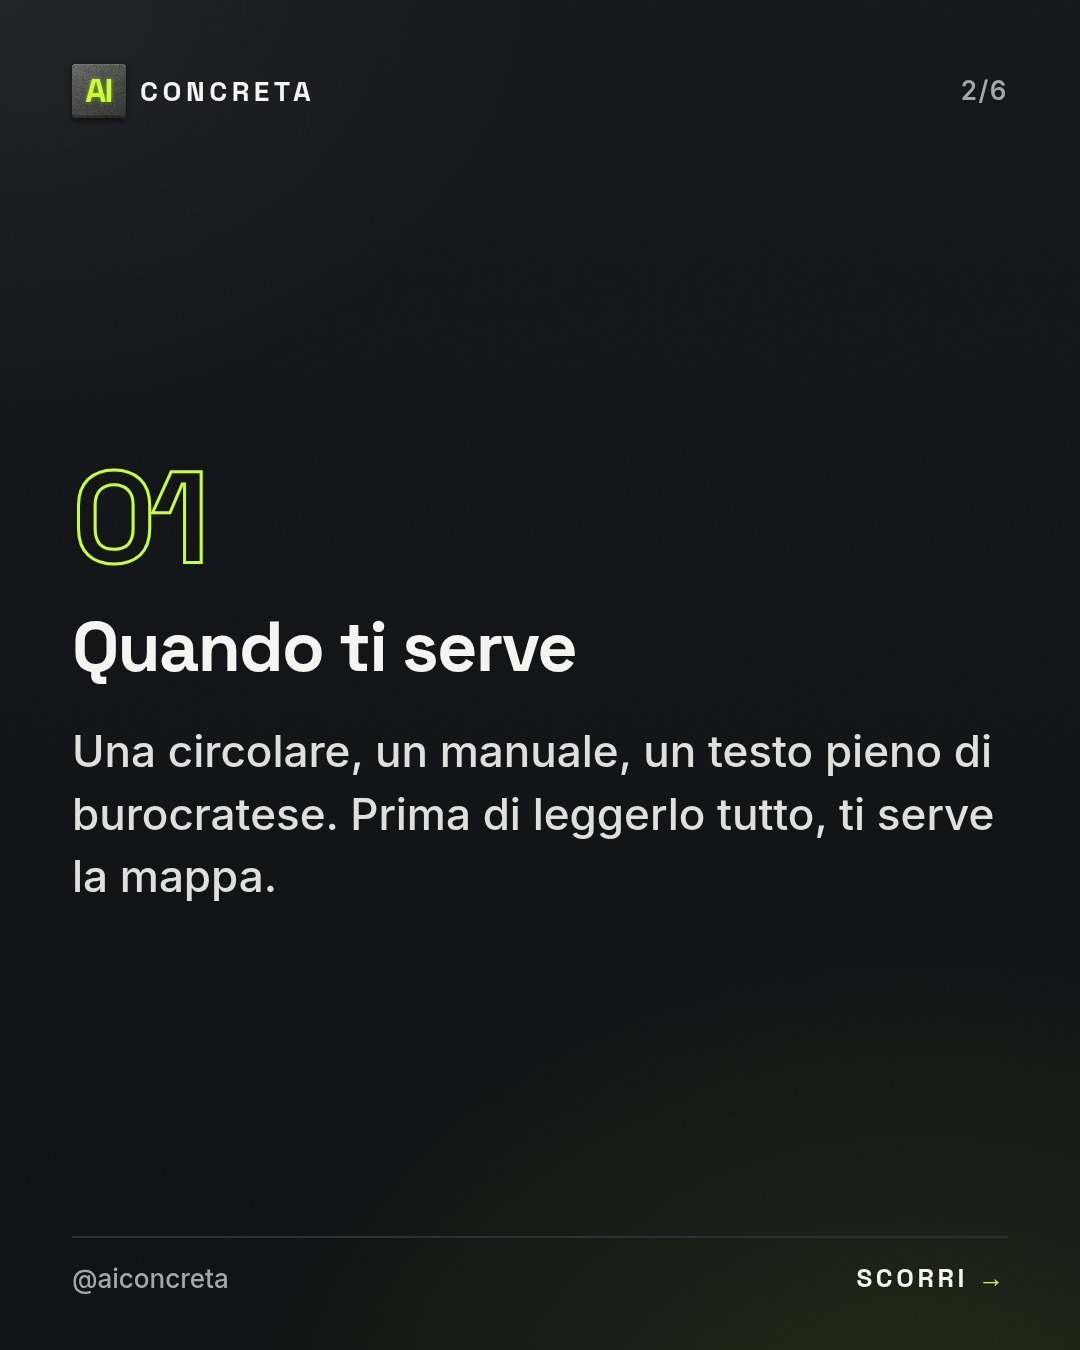 AI CONCRETA
2/6
01
Quando ti serve
Una circolare, un manuale, un testo pieno di
burocratese. Prima di leggerlo tutto, ti serve
la mappa.
@aiconcreta
SCORRI →